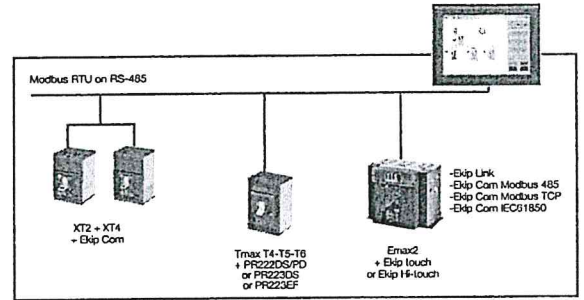 Modbus RTU on RS-485
XT2 + XT4
+ Ekip Com
Tmax T4-T5-T6
+ PR222DS/PD
or PR223DS
or PR223EF
Emax2
+ Ekip touch
or Ekip Hi-touch
-Ekip Link
-Ekip Com Modbus 485
-Ekip Com Modbus TCP
-Ekip Com IEC61850